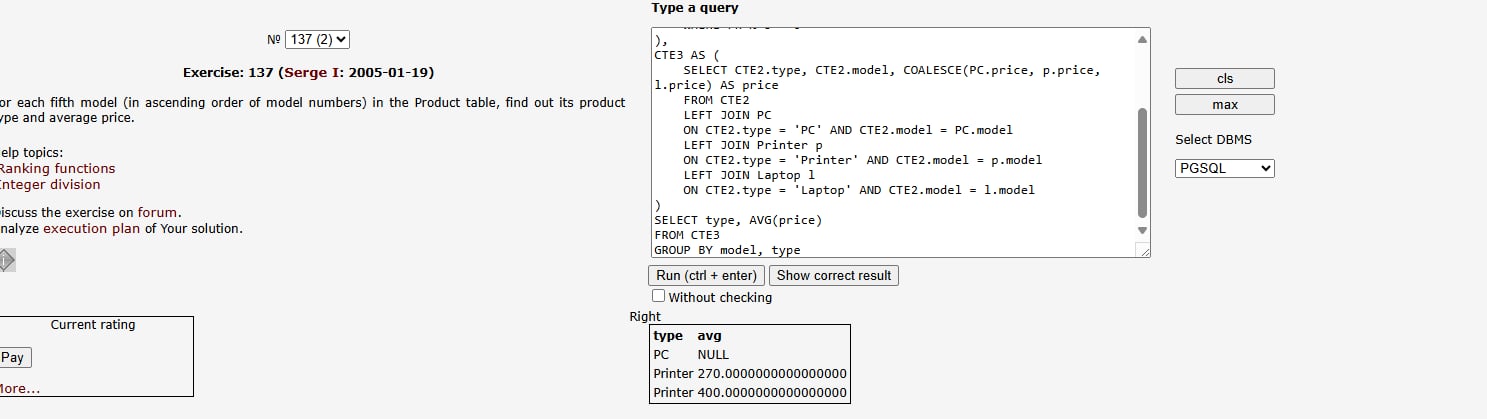 № 137 (2)
Exercise: 137 (Serge I: 2005-01-19)
or each fifth model (in ascending order of model numbers) in the Product table, find out its product
ype and average price.
elp topics:
Ranking functions
nteger division
iscuss the exercise on forum.
nalyze execution plan of Your solution.
Current rating
Pay
More...
Type a query
),
CTE3 AS (
SELECT CTE2.type, CTE2.model, COALESCE(PC.price, p.price,
l.price) AS price
FROM CTE2
LEFT JOIN PC
ON CTE2.type = 'PC' AND CTE2.model = PC.model
LEFT JOIN Printer p
ON CTE2.type = 'Printer' AND CTE2.model = p.model
LEFT JOIN Laptop l
ON CTE2.type = 'Laptop' AND CTE2.model = l.model
)
SELECT type, AVG(price)
FROM CTE3
GROUP BY model, type
Run (ctrl + enter) Show correct result
Without checking
Right
type avg
PC NULL
Printer 270.0000000000000000
Printer 400.0000000000000000
cls
max
Select DBMS
PGSQL